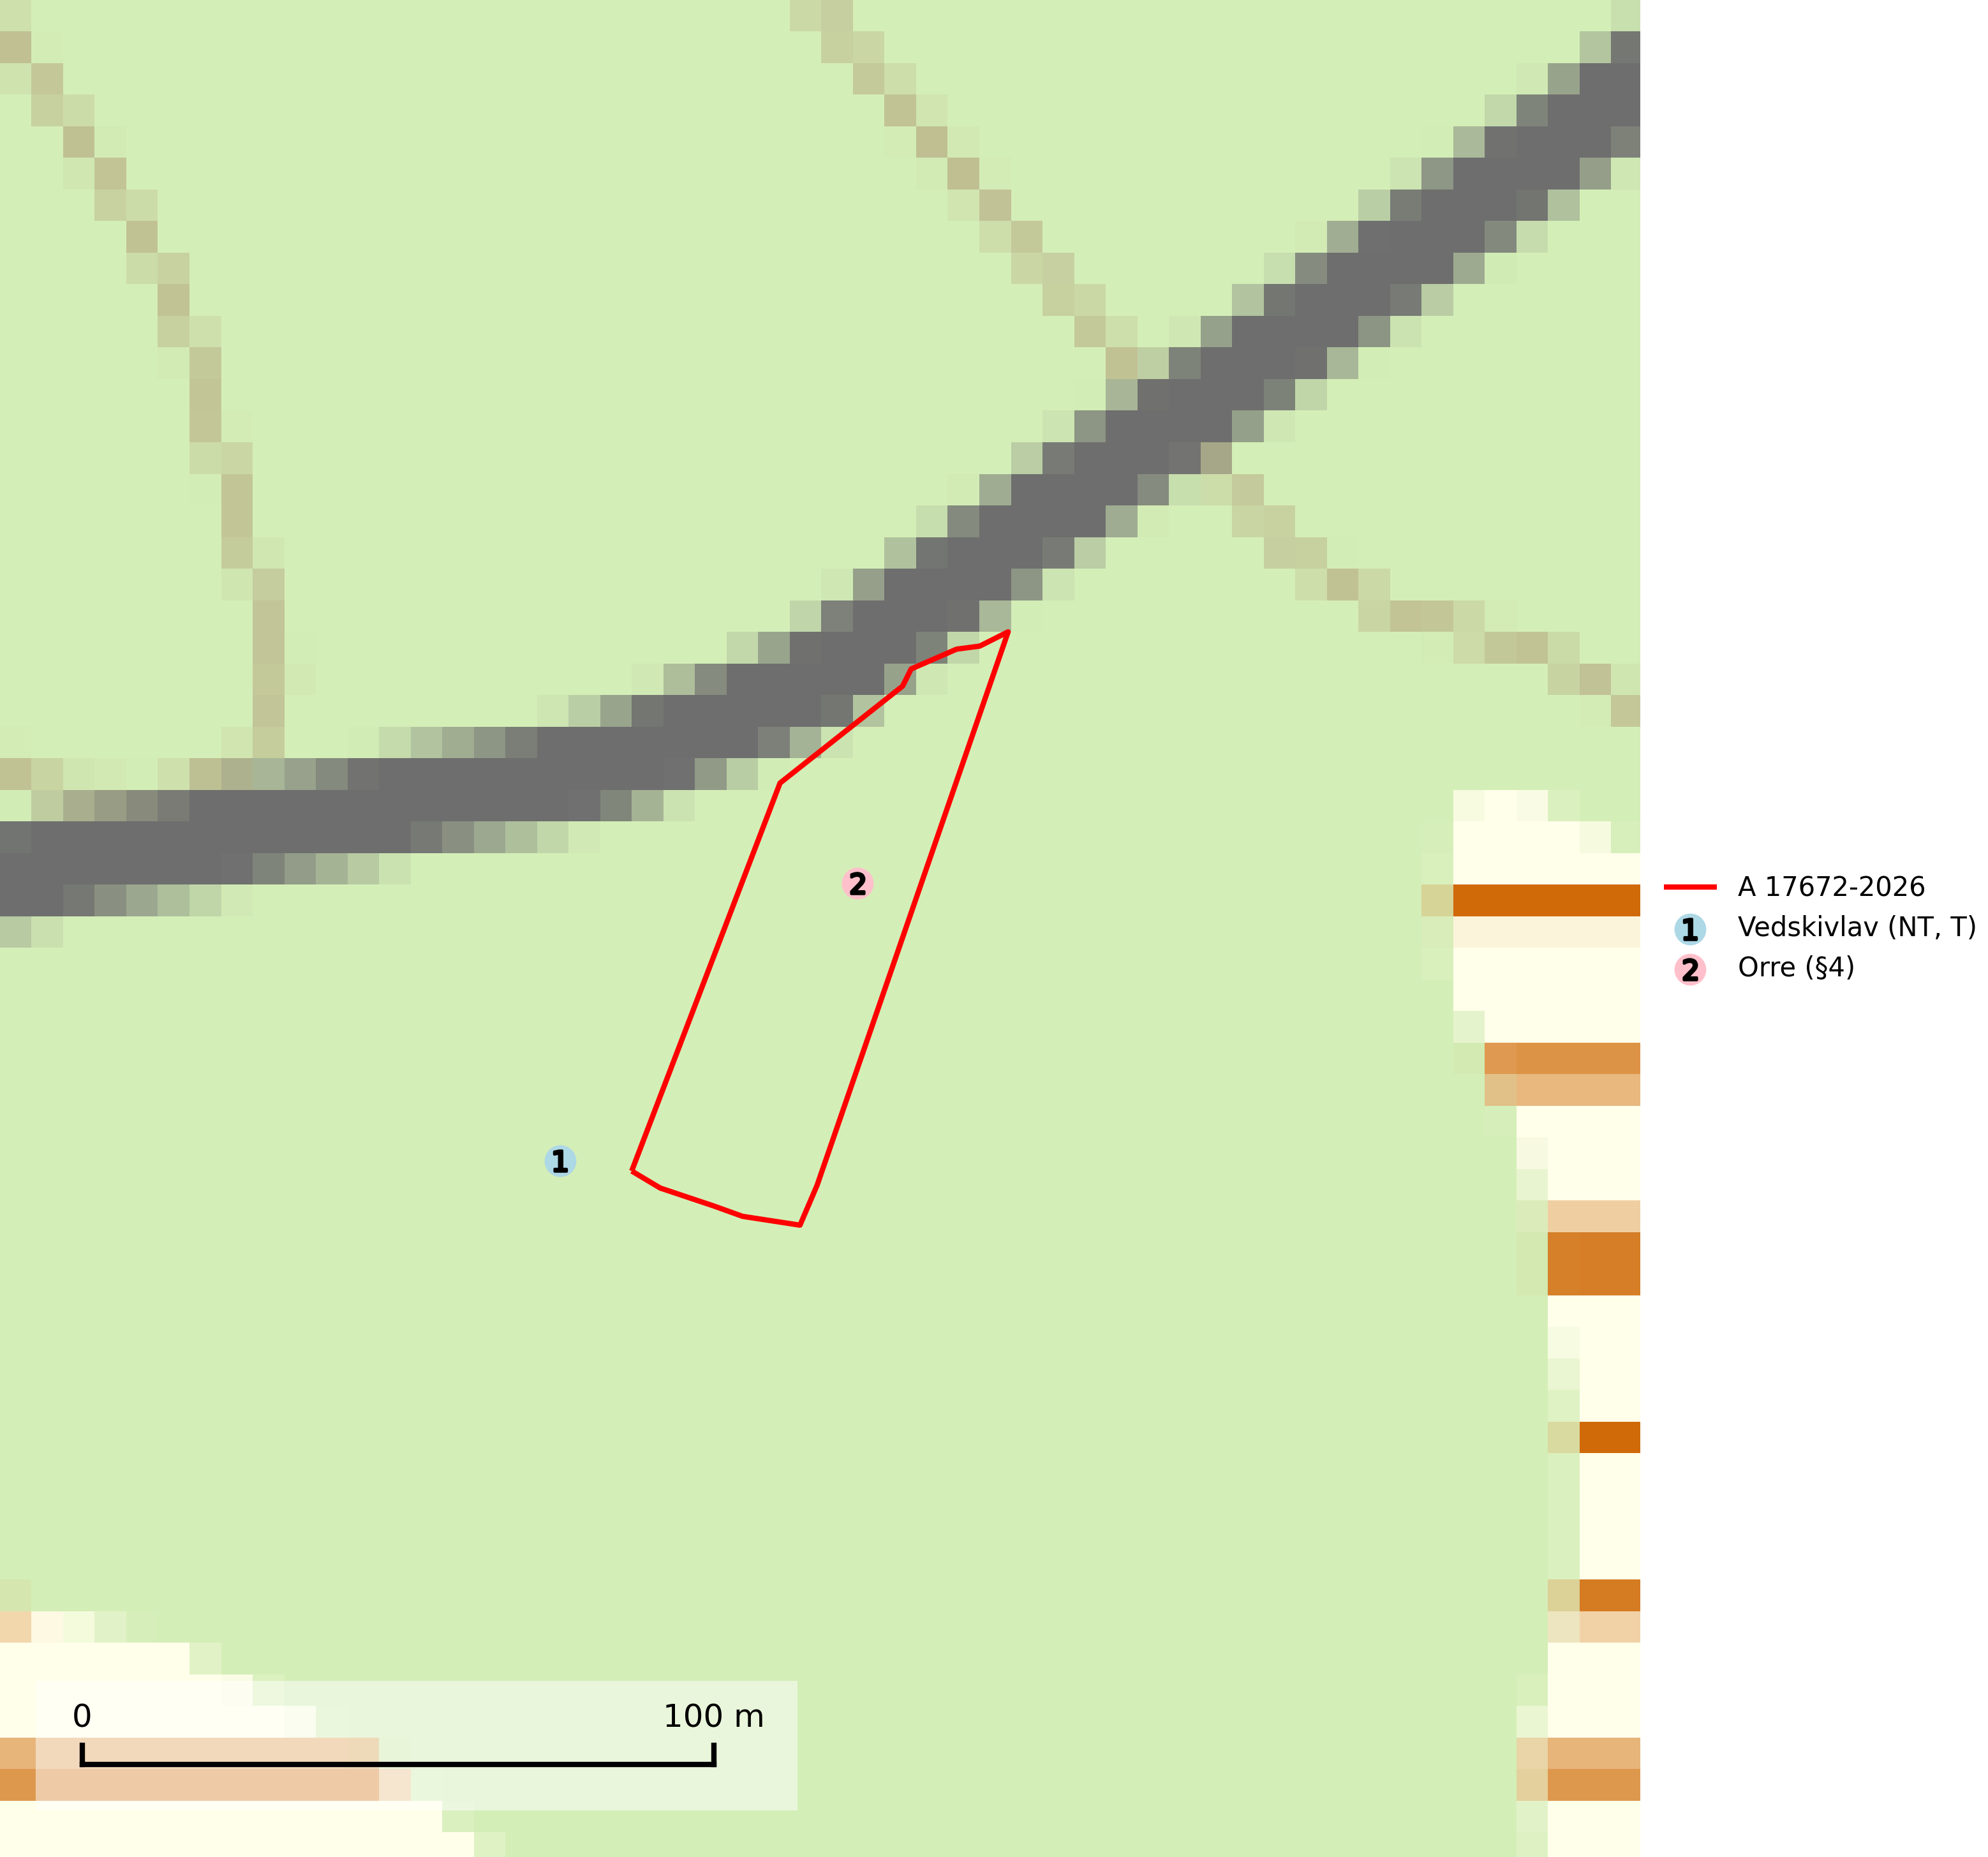 2
1
A 17672-2026
1 Vedskivlav (NT, T)
2 Orre (§4)
0 100 m